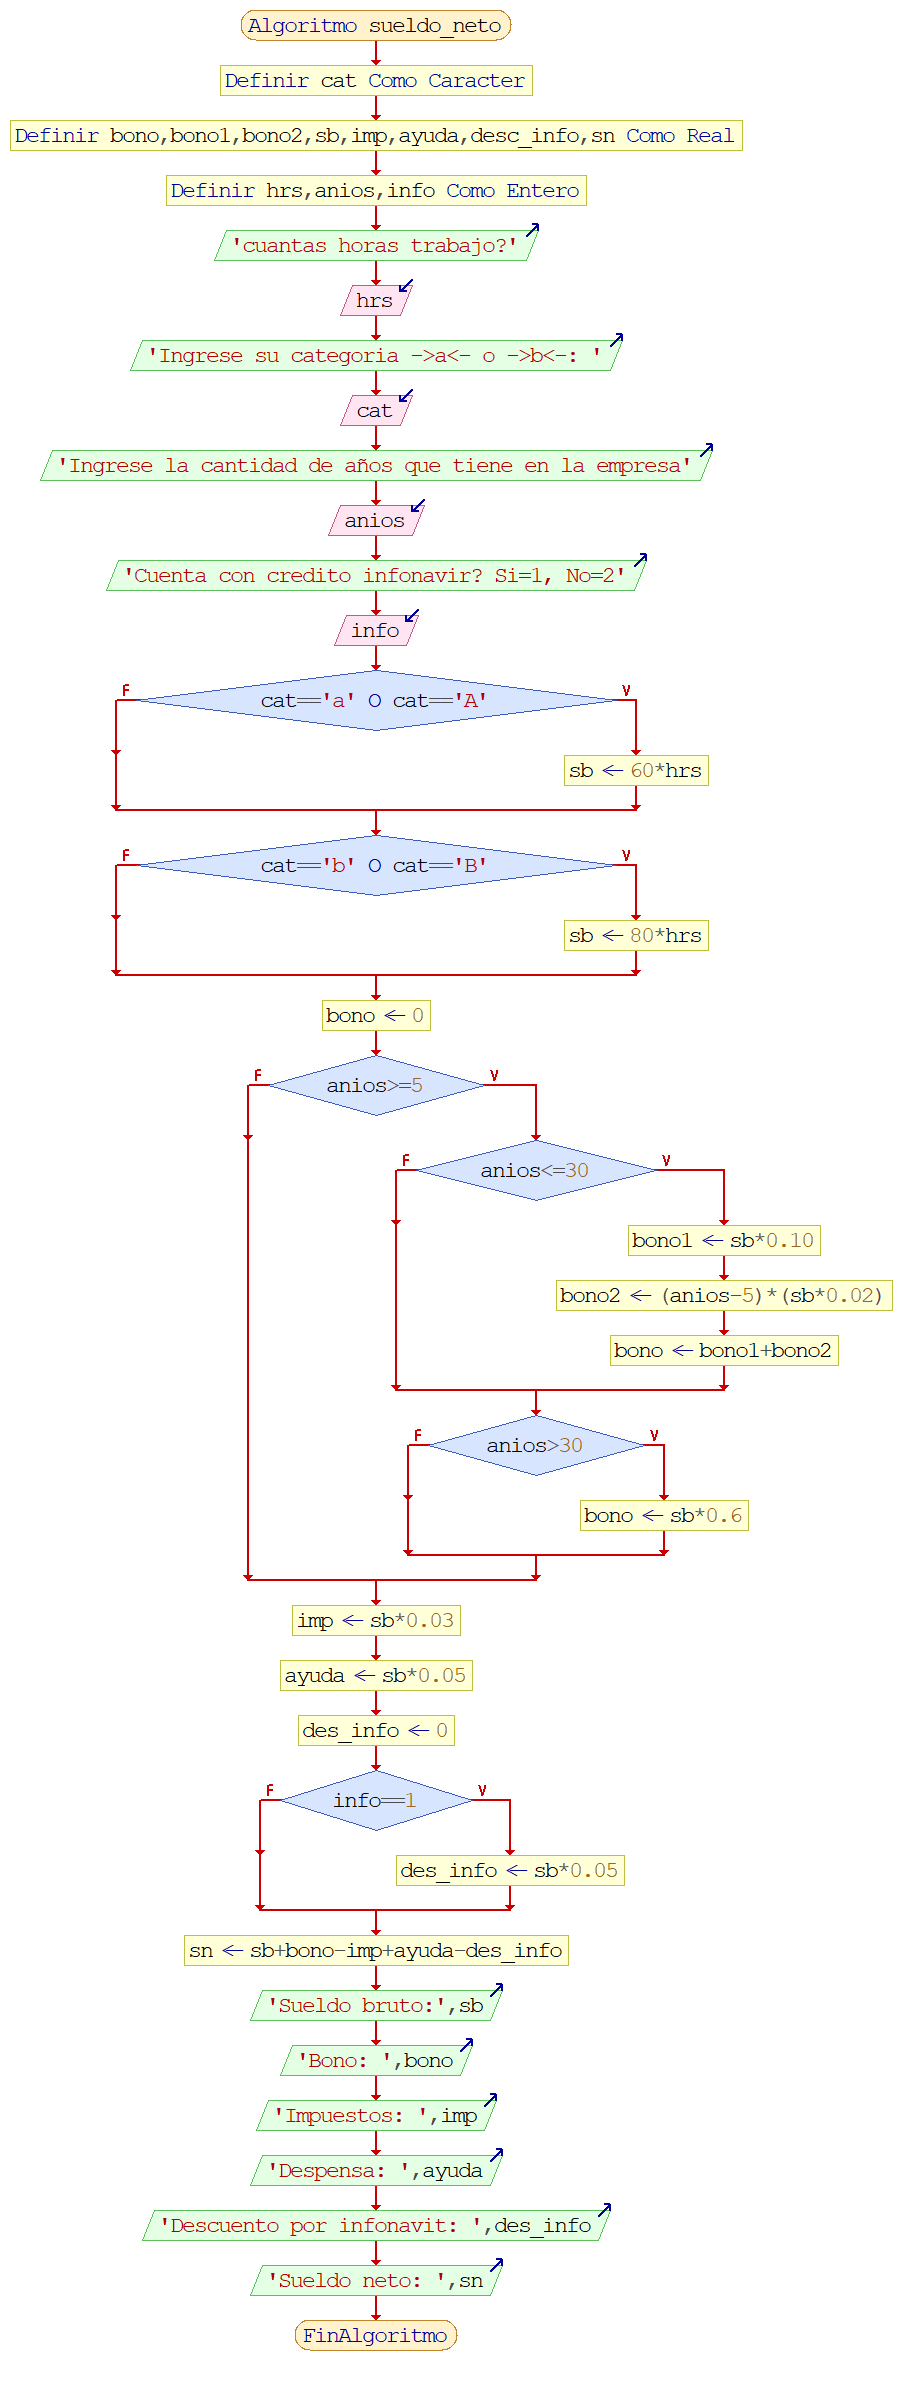 Algoritmo sueldo_neto
Definir cat Como Caracter
Definir bono,bono1,bono2,sb,imp,ayuda,desc_info,sn Como Real
Definir hrs,anios,info Como Entero
'cuantas horas trabajo?'
hrs
'Ingrese su categoria ->a<- o ->b<-: '
cat
'Ingrese la cantidad de años que tiene en la empresa'
anios
'Cuenta con credito infonavir? Si=1, No=2'
info
F
V
cat=='a' O cat=='A'
sb ← 60*hrs
F
V
cat=='b' O cat=='B'
sb ← 80*hrs
bono ← 0
F
V
anios>=5
F
V
anios<=30
bono1 ← sb*0.10
bono2 ← (anios-5)*(sb*0.02)
bono ← bono1+bono2
F
V
anios>30
bono ← sb*0.6
imp ← sb*0.03
ayuda ← sb*0.05
des_info ← 0
F
V
info==1
des_info ← sb*0.05
sn ← sb+bono-imp+ayuda-des_info
'Sueldo bruto:',sb
'Bono: ',bono
'Impuestos: ',imp
'Despensa: ',ayuda
'Descuento por infonavit: ',des_info
'Sueldo neto: ',sn
FinAlgoritmo